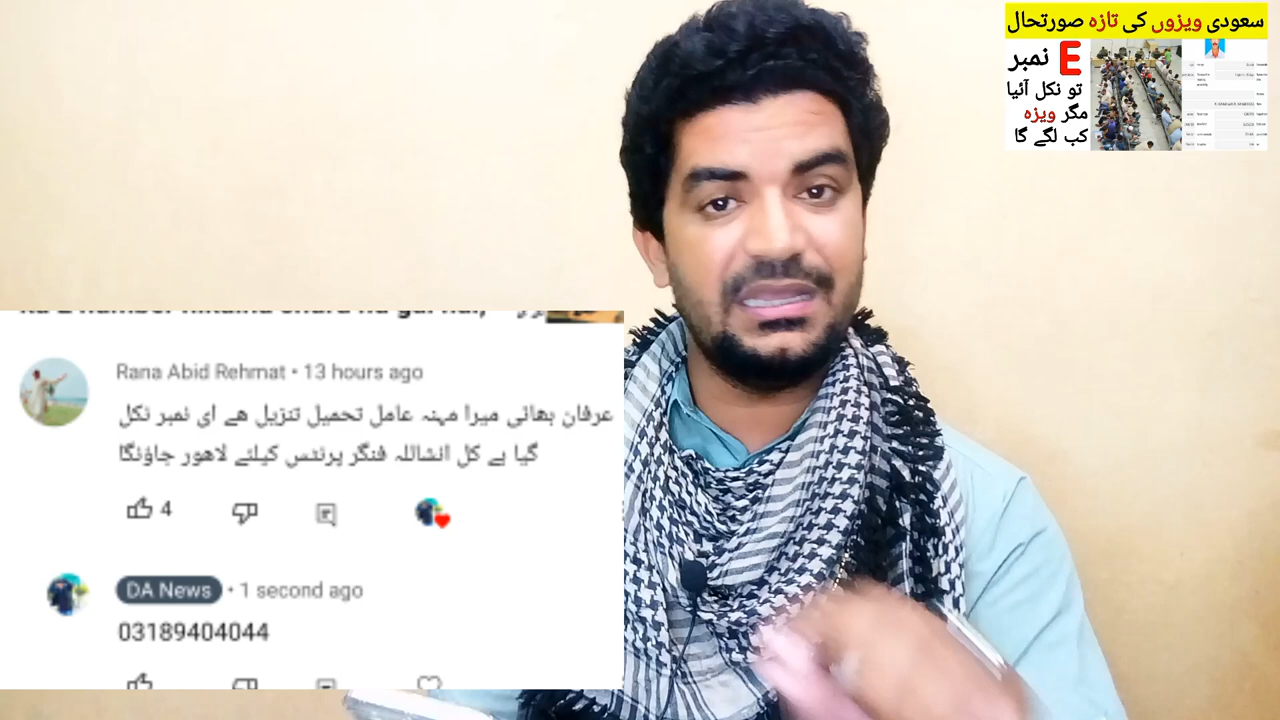 سعودی ویزوں کی تازہ صورتحال
E نمبر
تو نکل آئیا
مگر ویزہ
کب لگے گا
Rana Abid Rehmat • 13 hours ago
عرفان بھائی میرا مہنہ عامل تحمیل تنزیل ھے ای نمبر نکل
گیا ہے کل انشاللہ فنگر پرنٹس کیلئے لاھور جاؤنگا
4
DA News • 1 second ago
03189404044